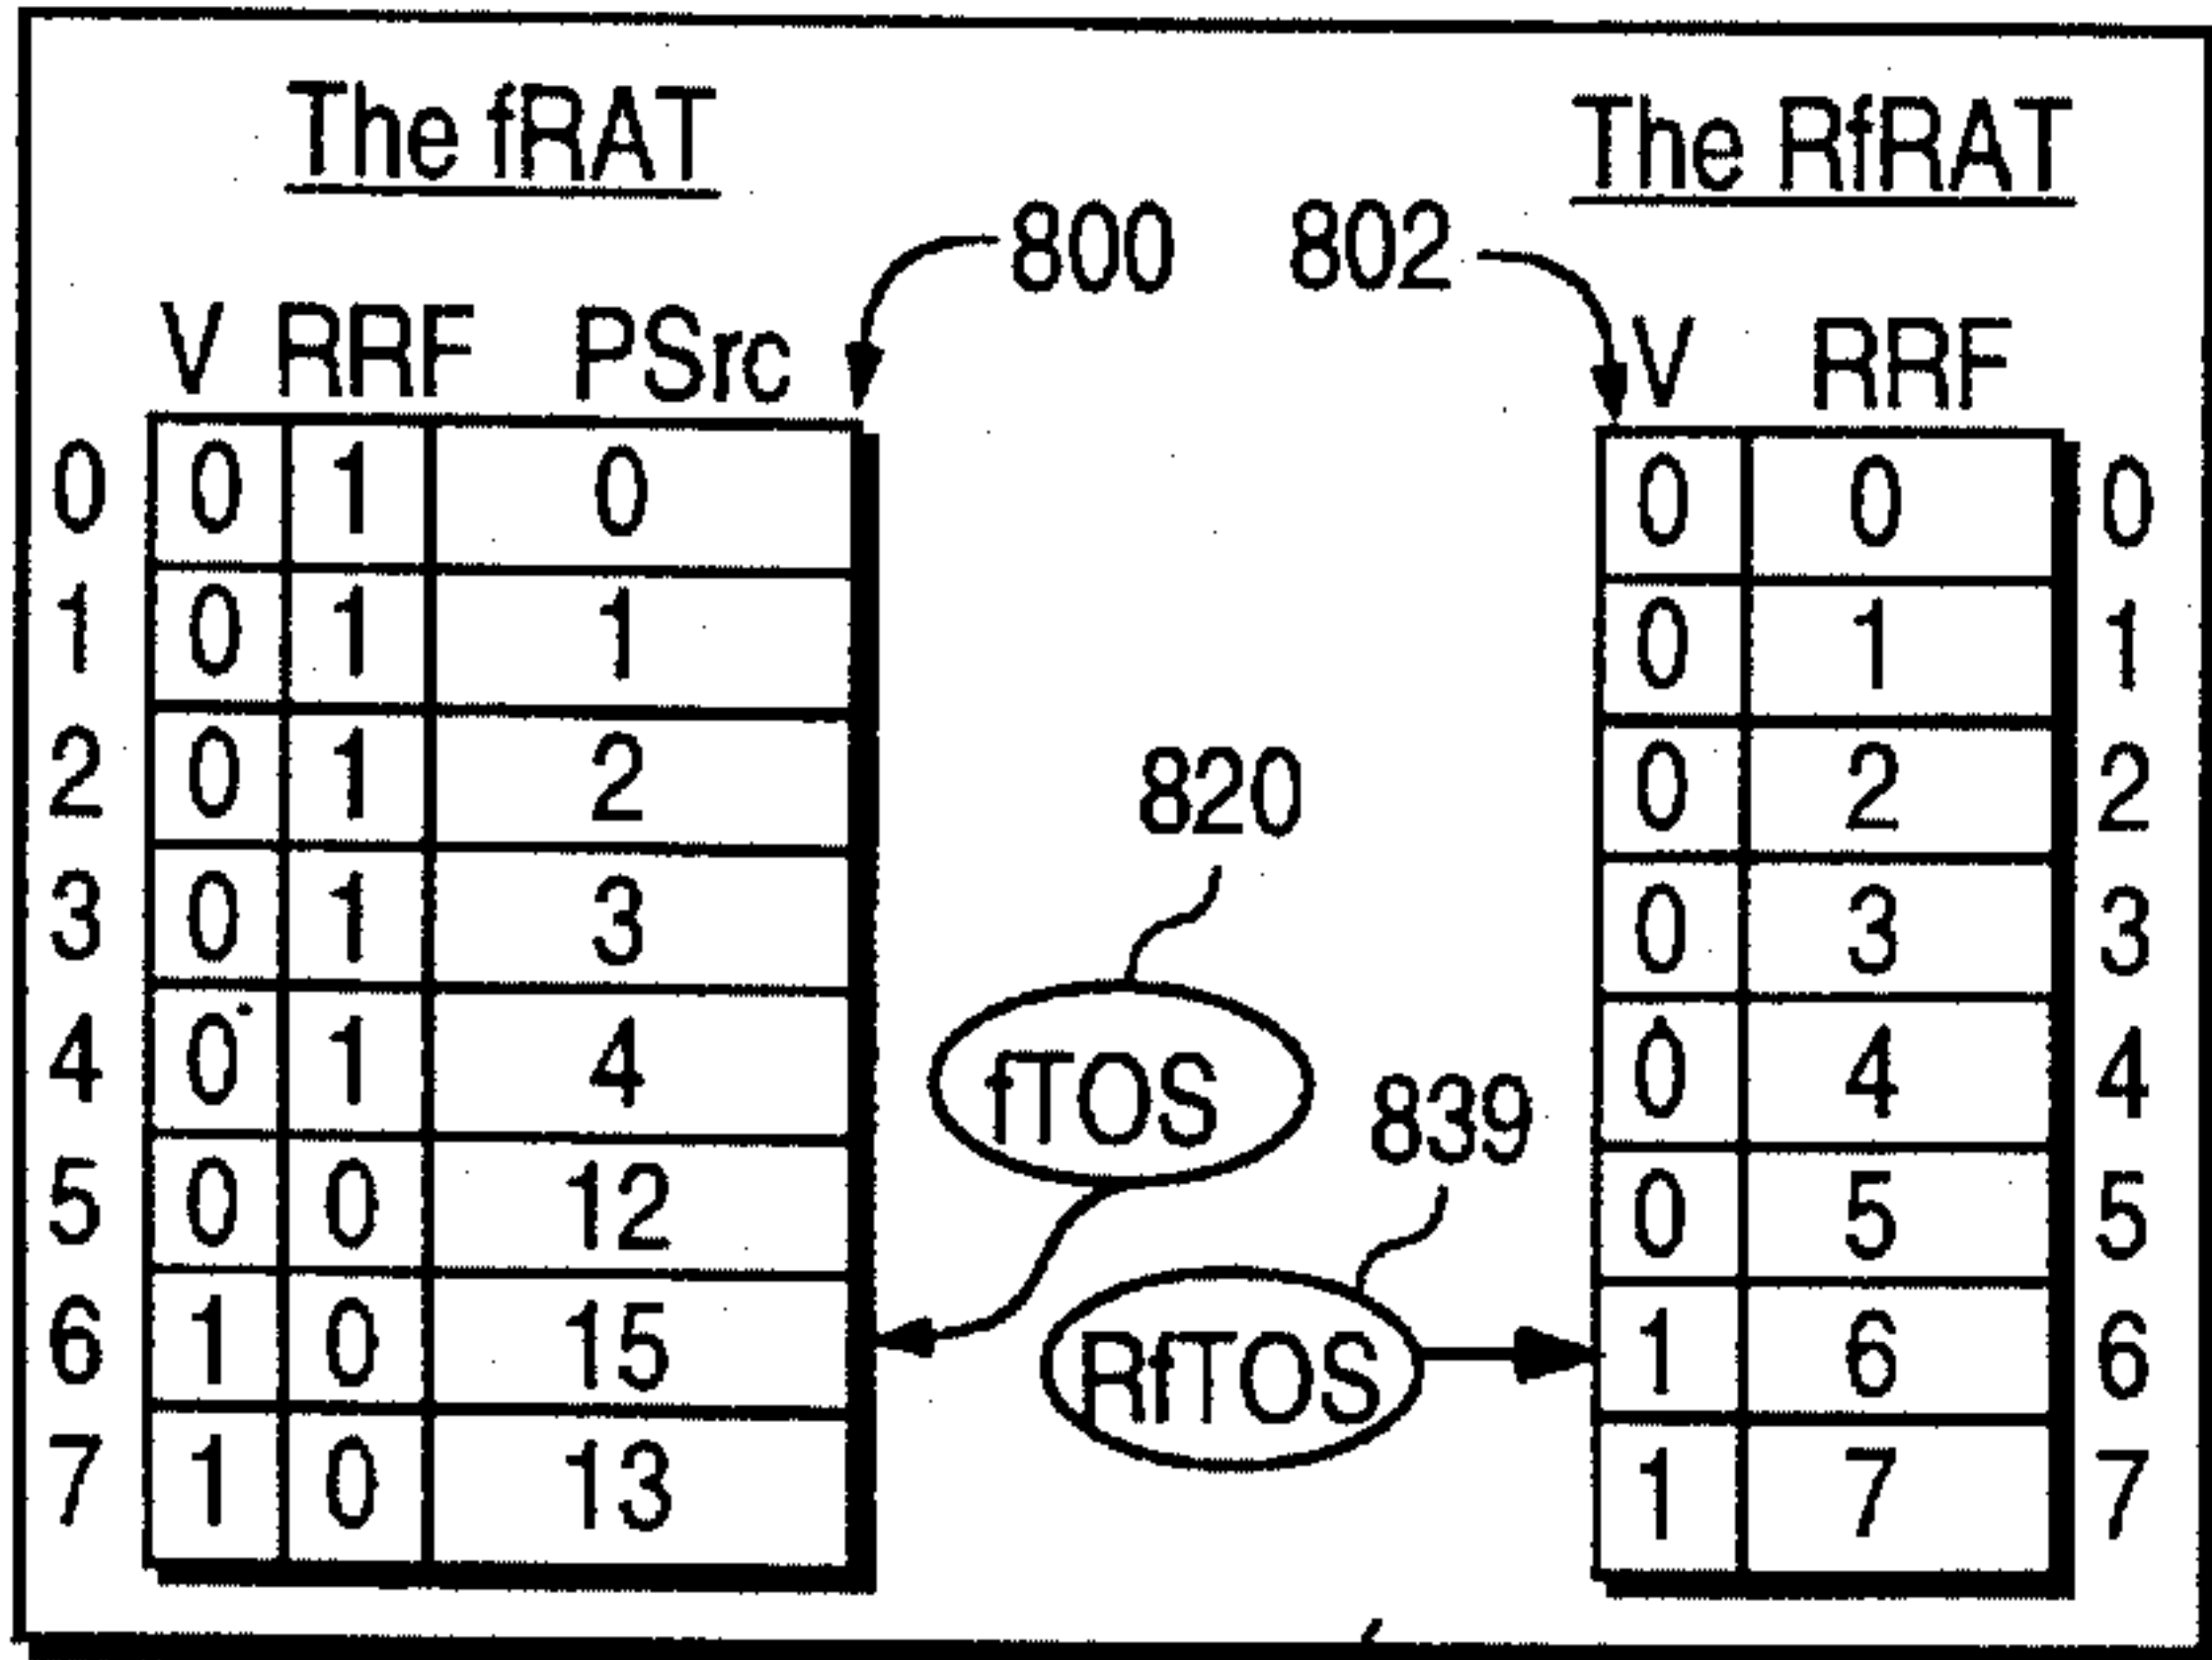 The fRAT The RfRAT
800 802
V RRF PSrc V RRF
0 0 1 0 0 0 0
1 0 1 1 0 1 1
2 0 1 2 0 2 2
820
3 0 1 3 0 3 3
4 0 1 4 0 4 4
fTOS
839
5 0 0 12 0 5 5
6 1 0 15 1 6 6
RfTOS
7 1 0 13 1 7 7